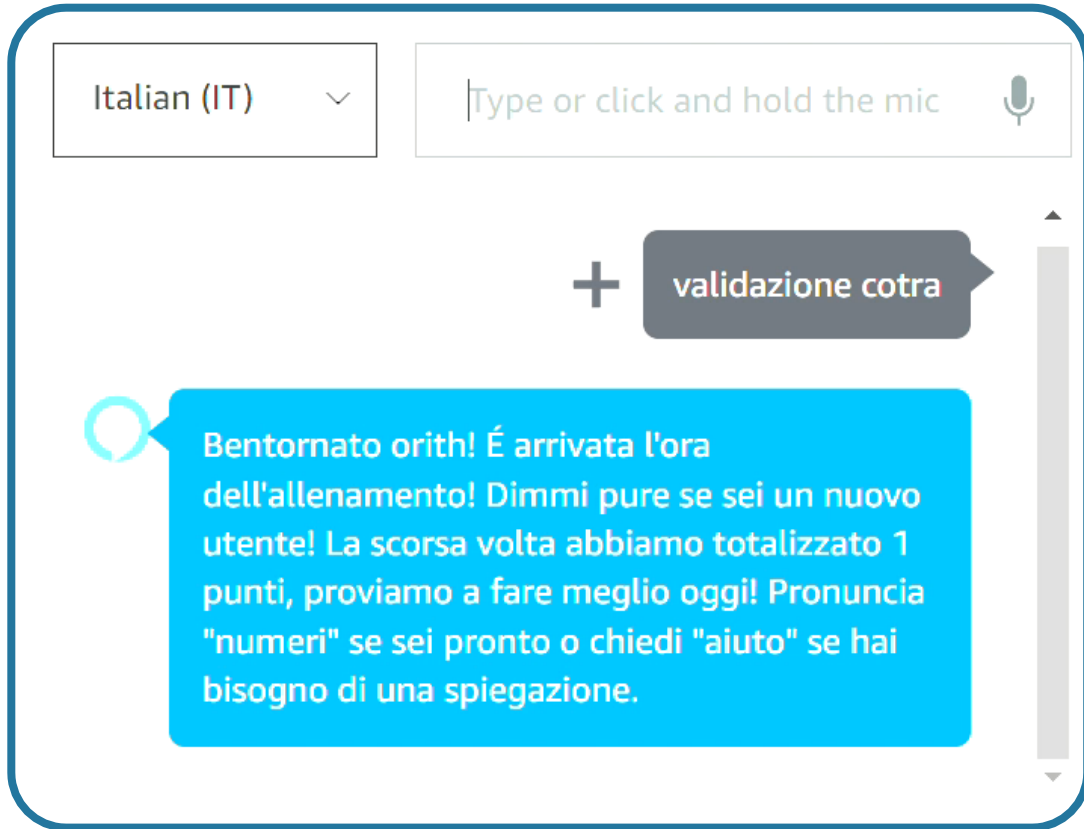 Italian (IT)
Type or click and hold the mic
validazione cotra
Bentornato orith! É arrivata l'ora
dell'allenamento! Dimmi pure se sei un nuovo
utente! La scorsa volta abbiamo totalizzato 1
punti, proviamo a fare meglio oggi! Pronuncia
"numeri" se sei pronto o chiedi "aiuto" se hai
bisogno di una spiegazione.